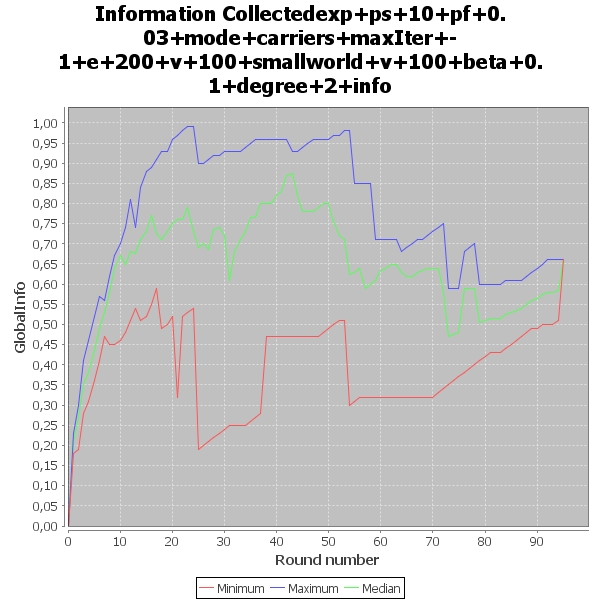 Information Collectedexp+ps+10+pf+0.
03+mode+carriers+maxIter+-
1+e+200+v+100+smallworld+v+100+beta+0.
1+degree+2+info
GlobalInfo
1,00
0,95
0,90
0,85
0,80
0,75
0,70
0,65
0,60
0,55
0,50
0,45
0,40
0,35
0,30
0,25
0,20
0,15
0,10
0,05
0,00
0 10 20 30 40 50 60 70 80 90
Round number
Minimum Maximum Median